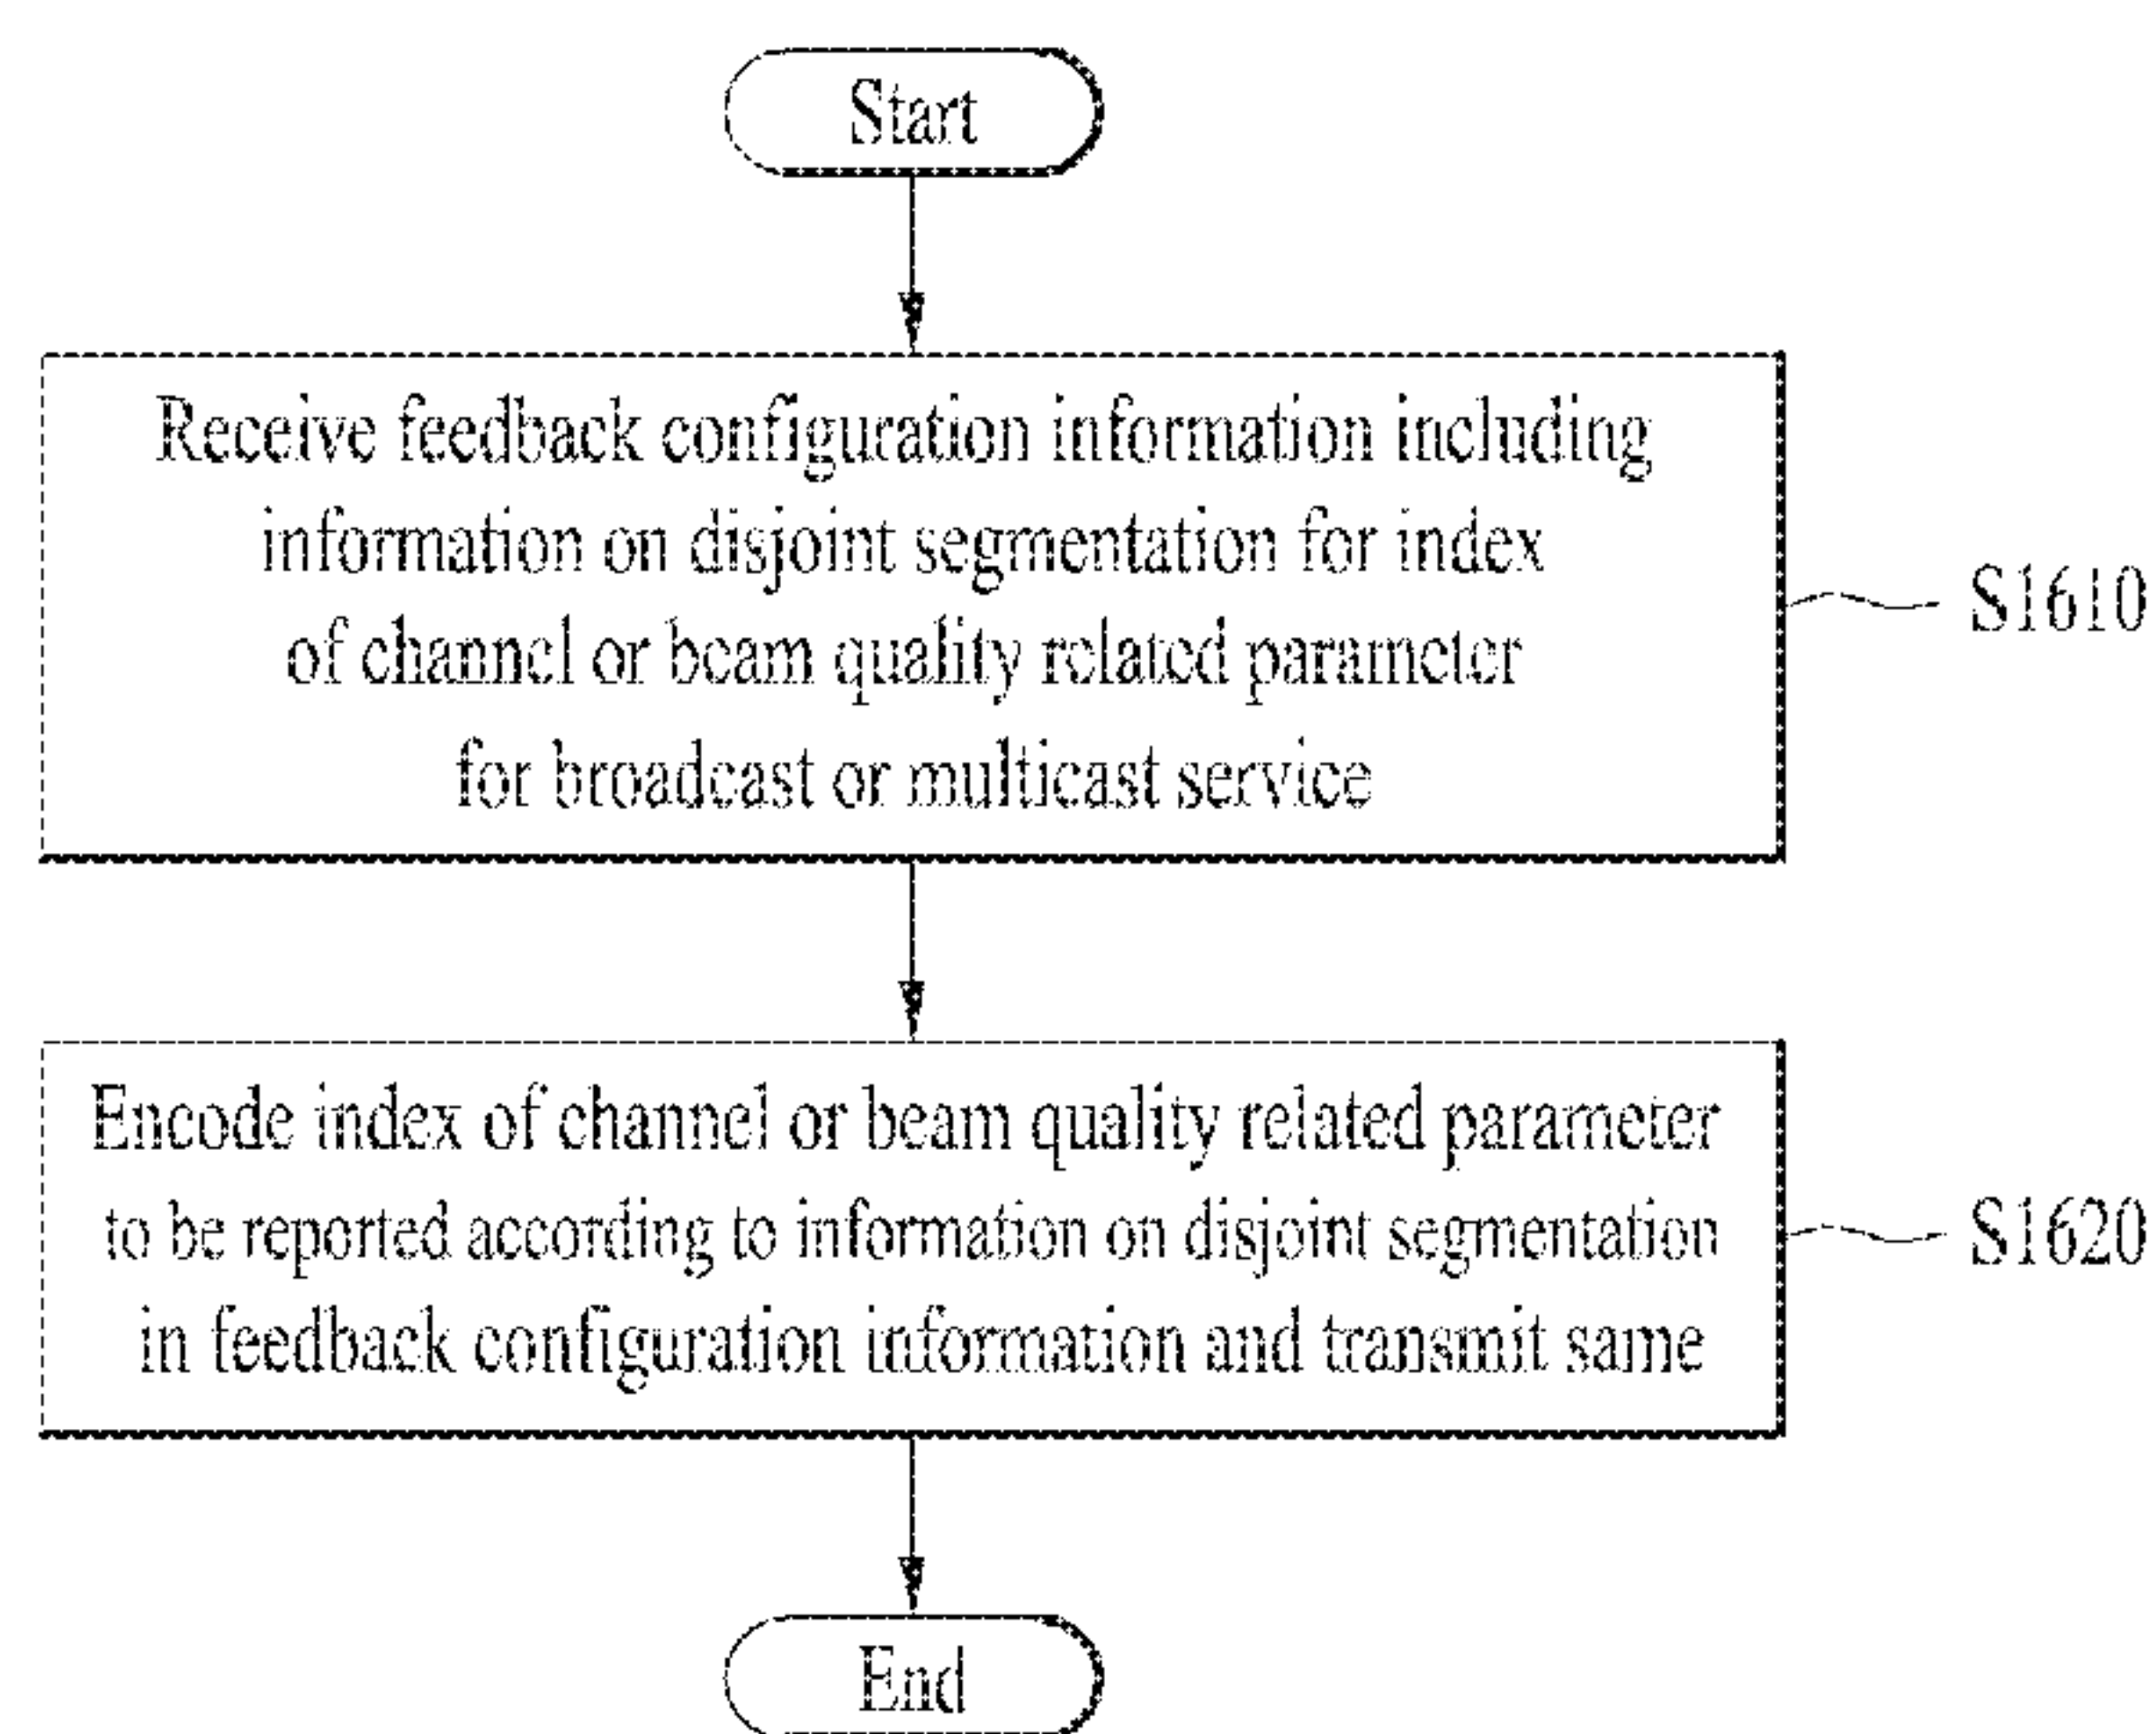 Start
Receive feedback configuration information including
information on disjoint segmentation for index
of channel or beam quality related parameter
for broadcast or multicast service
S1610
Encode index of channel or beam quality related parameter
to be reported according to information on disjoint segmentation
in feedback configuration information and transmit same
S1620
End